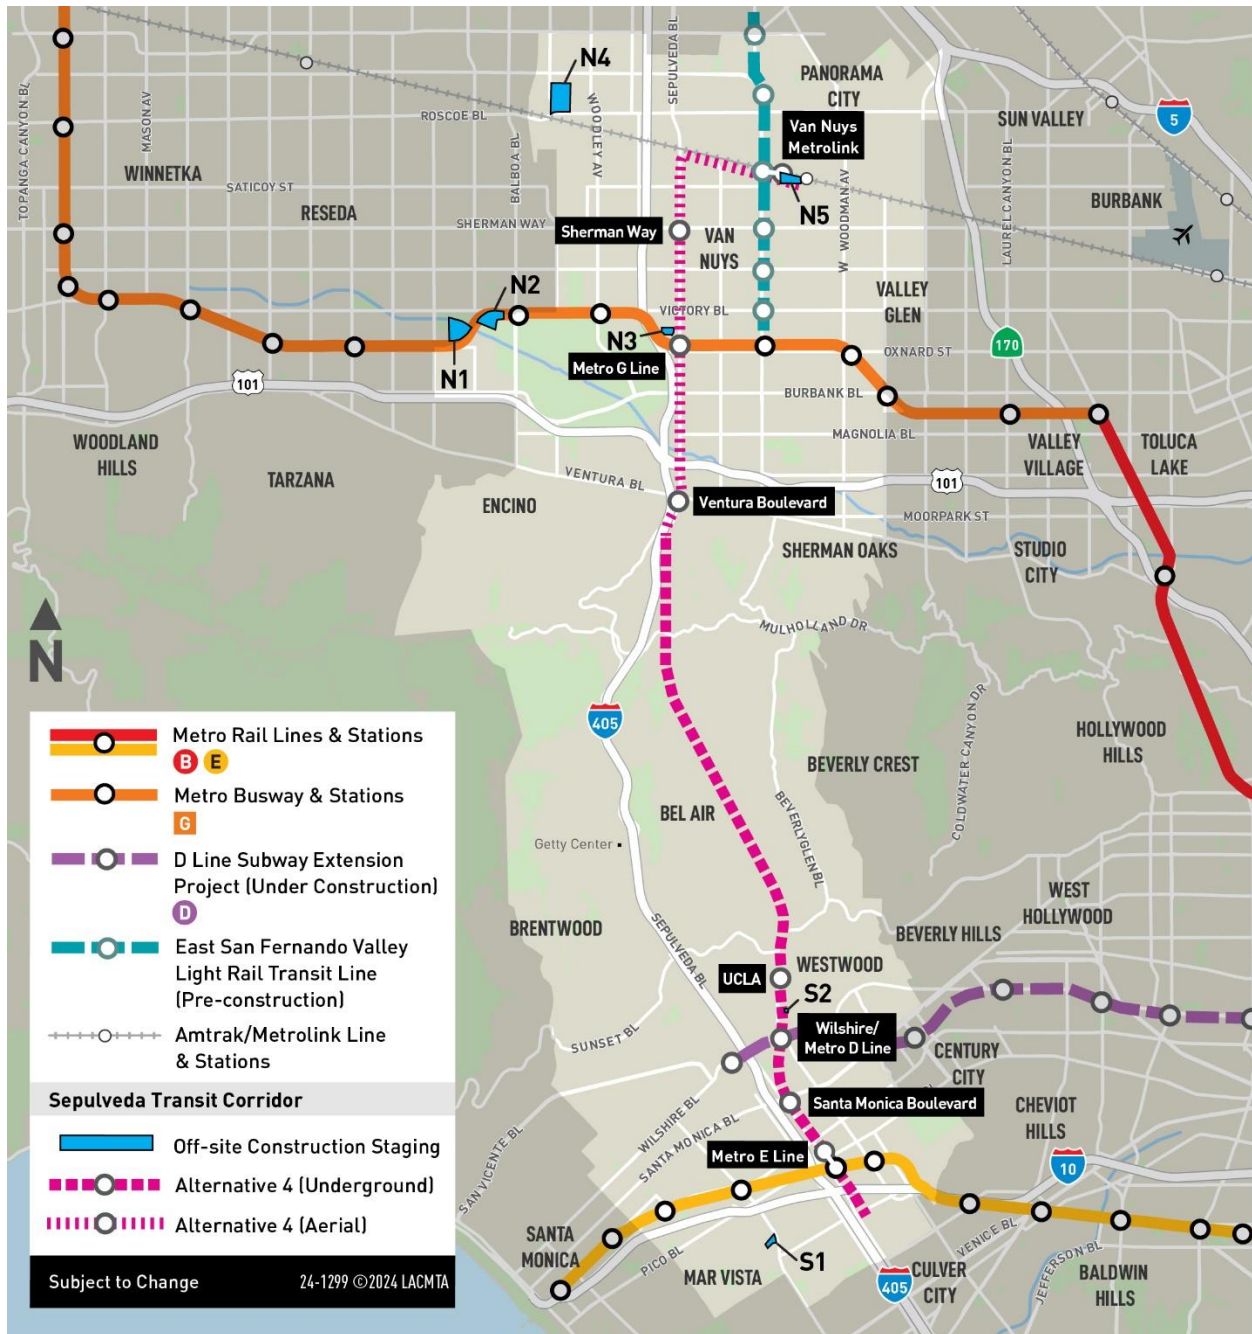 N4
PANORAMA
CITY
SEPULVEDA BL
WOODLEY AV
ROSCOE BL
MASON AV
TOPANGA CANYON BL
BALBOA BL
WINNETKA
SATICOY ST
RESEDA
SHERMAN WAY
Van Nuys
Metrolink
SUN VALLEY
5
LAUREL CANYON BL
BURBANK
N5
W WOODMAN AV
Sherman Way
VAN
NUYS
N2
VICTORY BL
VALLEY
GLEN
N3
N1
Metro G Line
OXNARD ST
170
101
BURBANK BL
MAGNOLIA BL
WOODLAND
HILLS
TARZANA
VENTURA BL
ENCINO
Ventura Boulevard
VALLEY
VILLAGE
TOLUCA
LAKE
101
MOORPARK ST
SHERMAN OAKS
STUDIO
CITY
MULHOLLAND DR
N
405
COLDWATER CANYON DR
HOLLYWOOD
HILLS
BEVERLY CREST
BEL AIR
BEVERLYGLEN BL
Getty Center
WEST
HOLLYWOOD
BRENTWOOD
SEPULVEDA BL
BEVERLY HILLS
WESTWOOD
UCLA
S2
SUNSET BL
Wilshire/
Metro D Line
CENTURY
CITY
Santa Monica Boulevard
WILSHIRE BL
SANTA MONICA BL
CHEVIOT
HILLS
Metro E Line
10
SAN VICENTE BL
SANTA
MONICA
PICO BL
MAR VISTA
S1
VENICE BL
JEFFERSON BL
405
CULVER
CITY
BALDWIN
HILLS
Metro Rail Lines & Stations
B E
Metro Busway & Stations
G
D Line Subway Extension
Project (Under Construction)
D
East San Fernando Valley
Light Rail Transit Line
(Pre-construction)
Amtrak/Metrolink Line
& Stations
Sepulveda Transit Corridor
Off-site Construction Staging
Alternative 4 (Underground)
Alternative 4 (Aerial)
Subject to Change 24-1299 ©2024 LACMTA